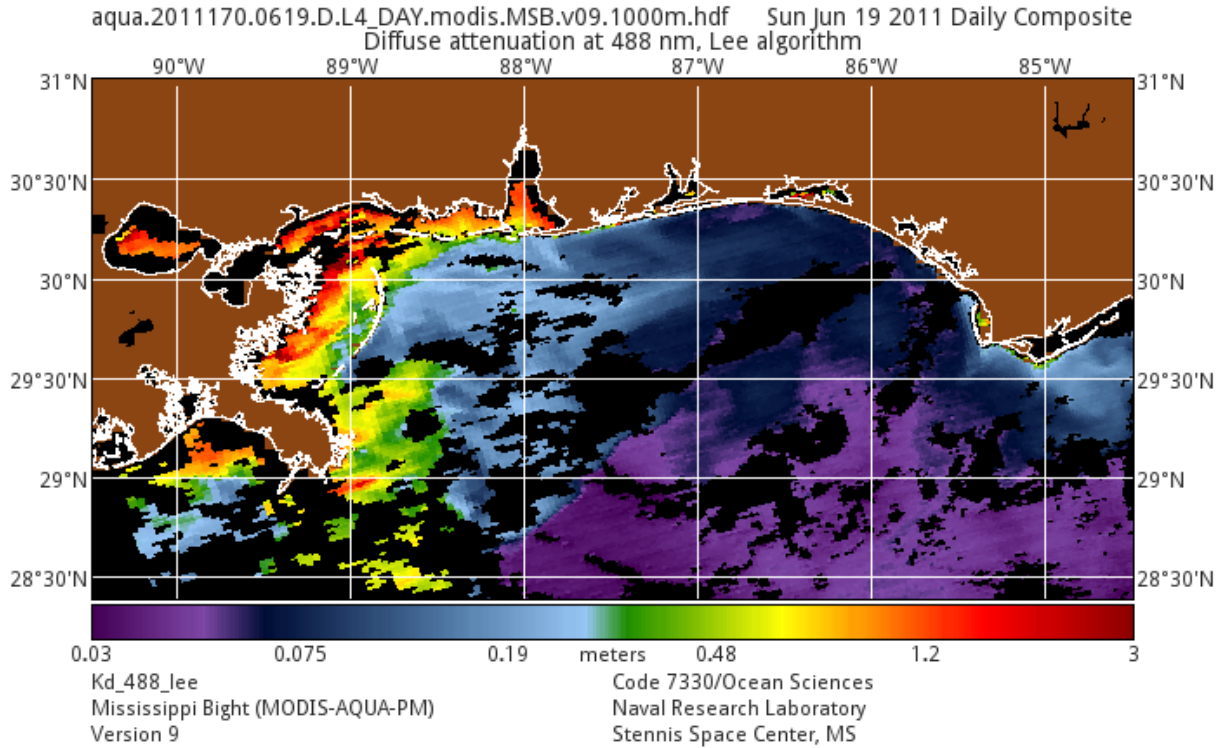 aqua.2011170.0619.D.L4_DAY.modis.MSB.v09.1000m.hdf Sun Jun 19 2011 Daily Composite
Diffuse attenuation at 488 nm, Lee algorithm
90°W 89°W 88°W 87°W 86°W 85°W
31°N 31°N
30°30'N 30°30'N
30°N 30°N
29°30'N 29°30'N
29°N 29°N
28°30'N 28°30'N
0.03 0.075 0.19 meters 0.48 1.2 3
Kd_488_lee Code 7330/Ocean Sciences
Mississippi Bight (MODIS-AQUA-PM) Naval Research Laboratory
Version 9 Stennis Space Center, MS